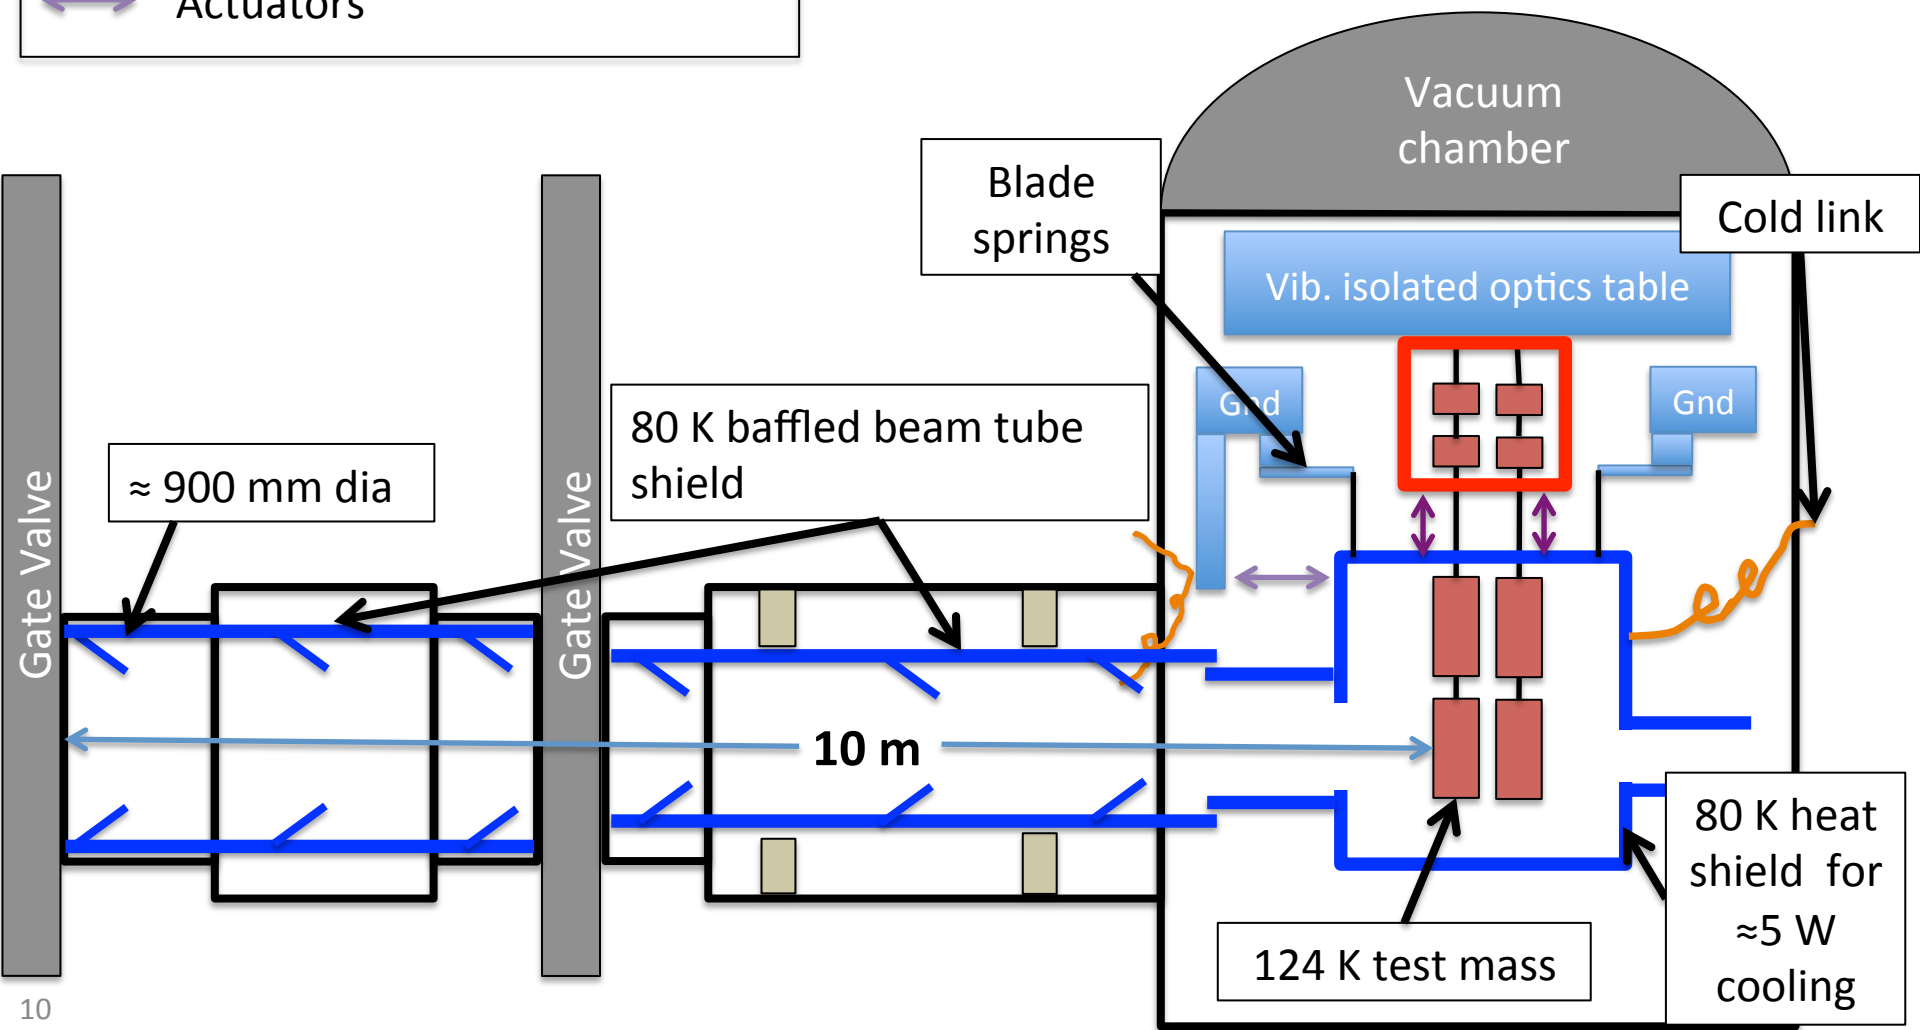 Actuators
Vacuum
chamber
Blade
springs
Cold link
Vib. isolated optics table
Gnd
Gnd
80 K baffled beam tube
shield
≈ 900 mm dia
Gate Valve
Gate Valve
10 m
80 K heat
shield for
≈5 W
cooling
124 K test mass
10